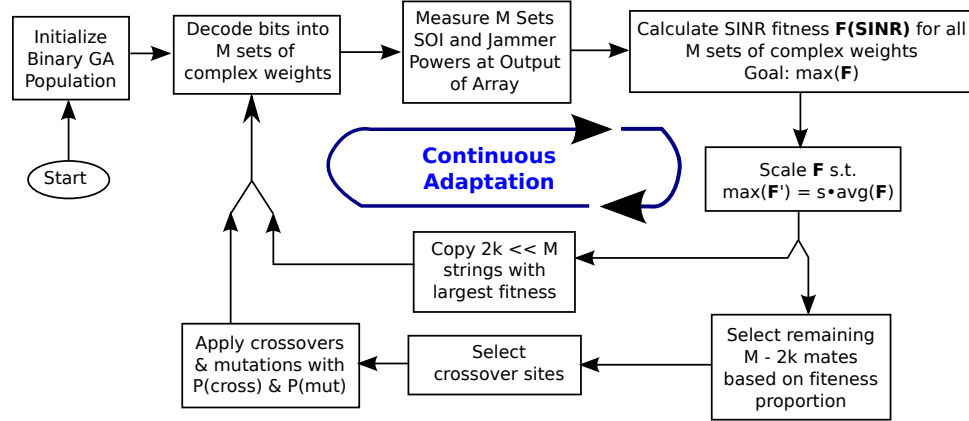 Initialize
Binary GA
Population
Decode bits into
M sets of
complex weights
Measure M Sets
SOI and Jammer
Powers at Output
of Array
Calculate SINR fitness F(SINR) for all
M sets of complex weights
Goal: max(F)
Start
Continuous
Adaptation
Scale F s.t.
max(F') = s•avg(F)
Copy 2k << M
strings with
largest fitness
Apply crossovers
& mutations with
P(cross) & P(mut)
Select
crossover sites
Select remaining
M - 2k mates
based on fiteness
proportion